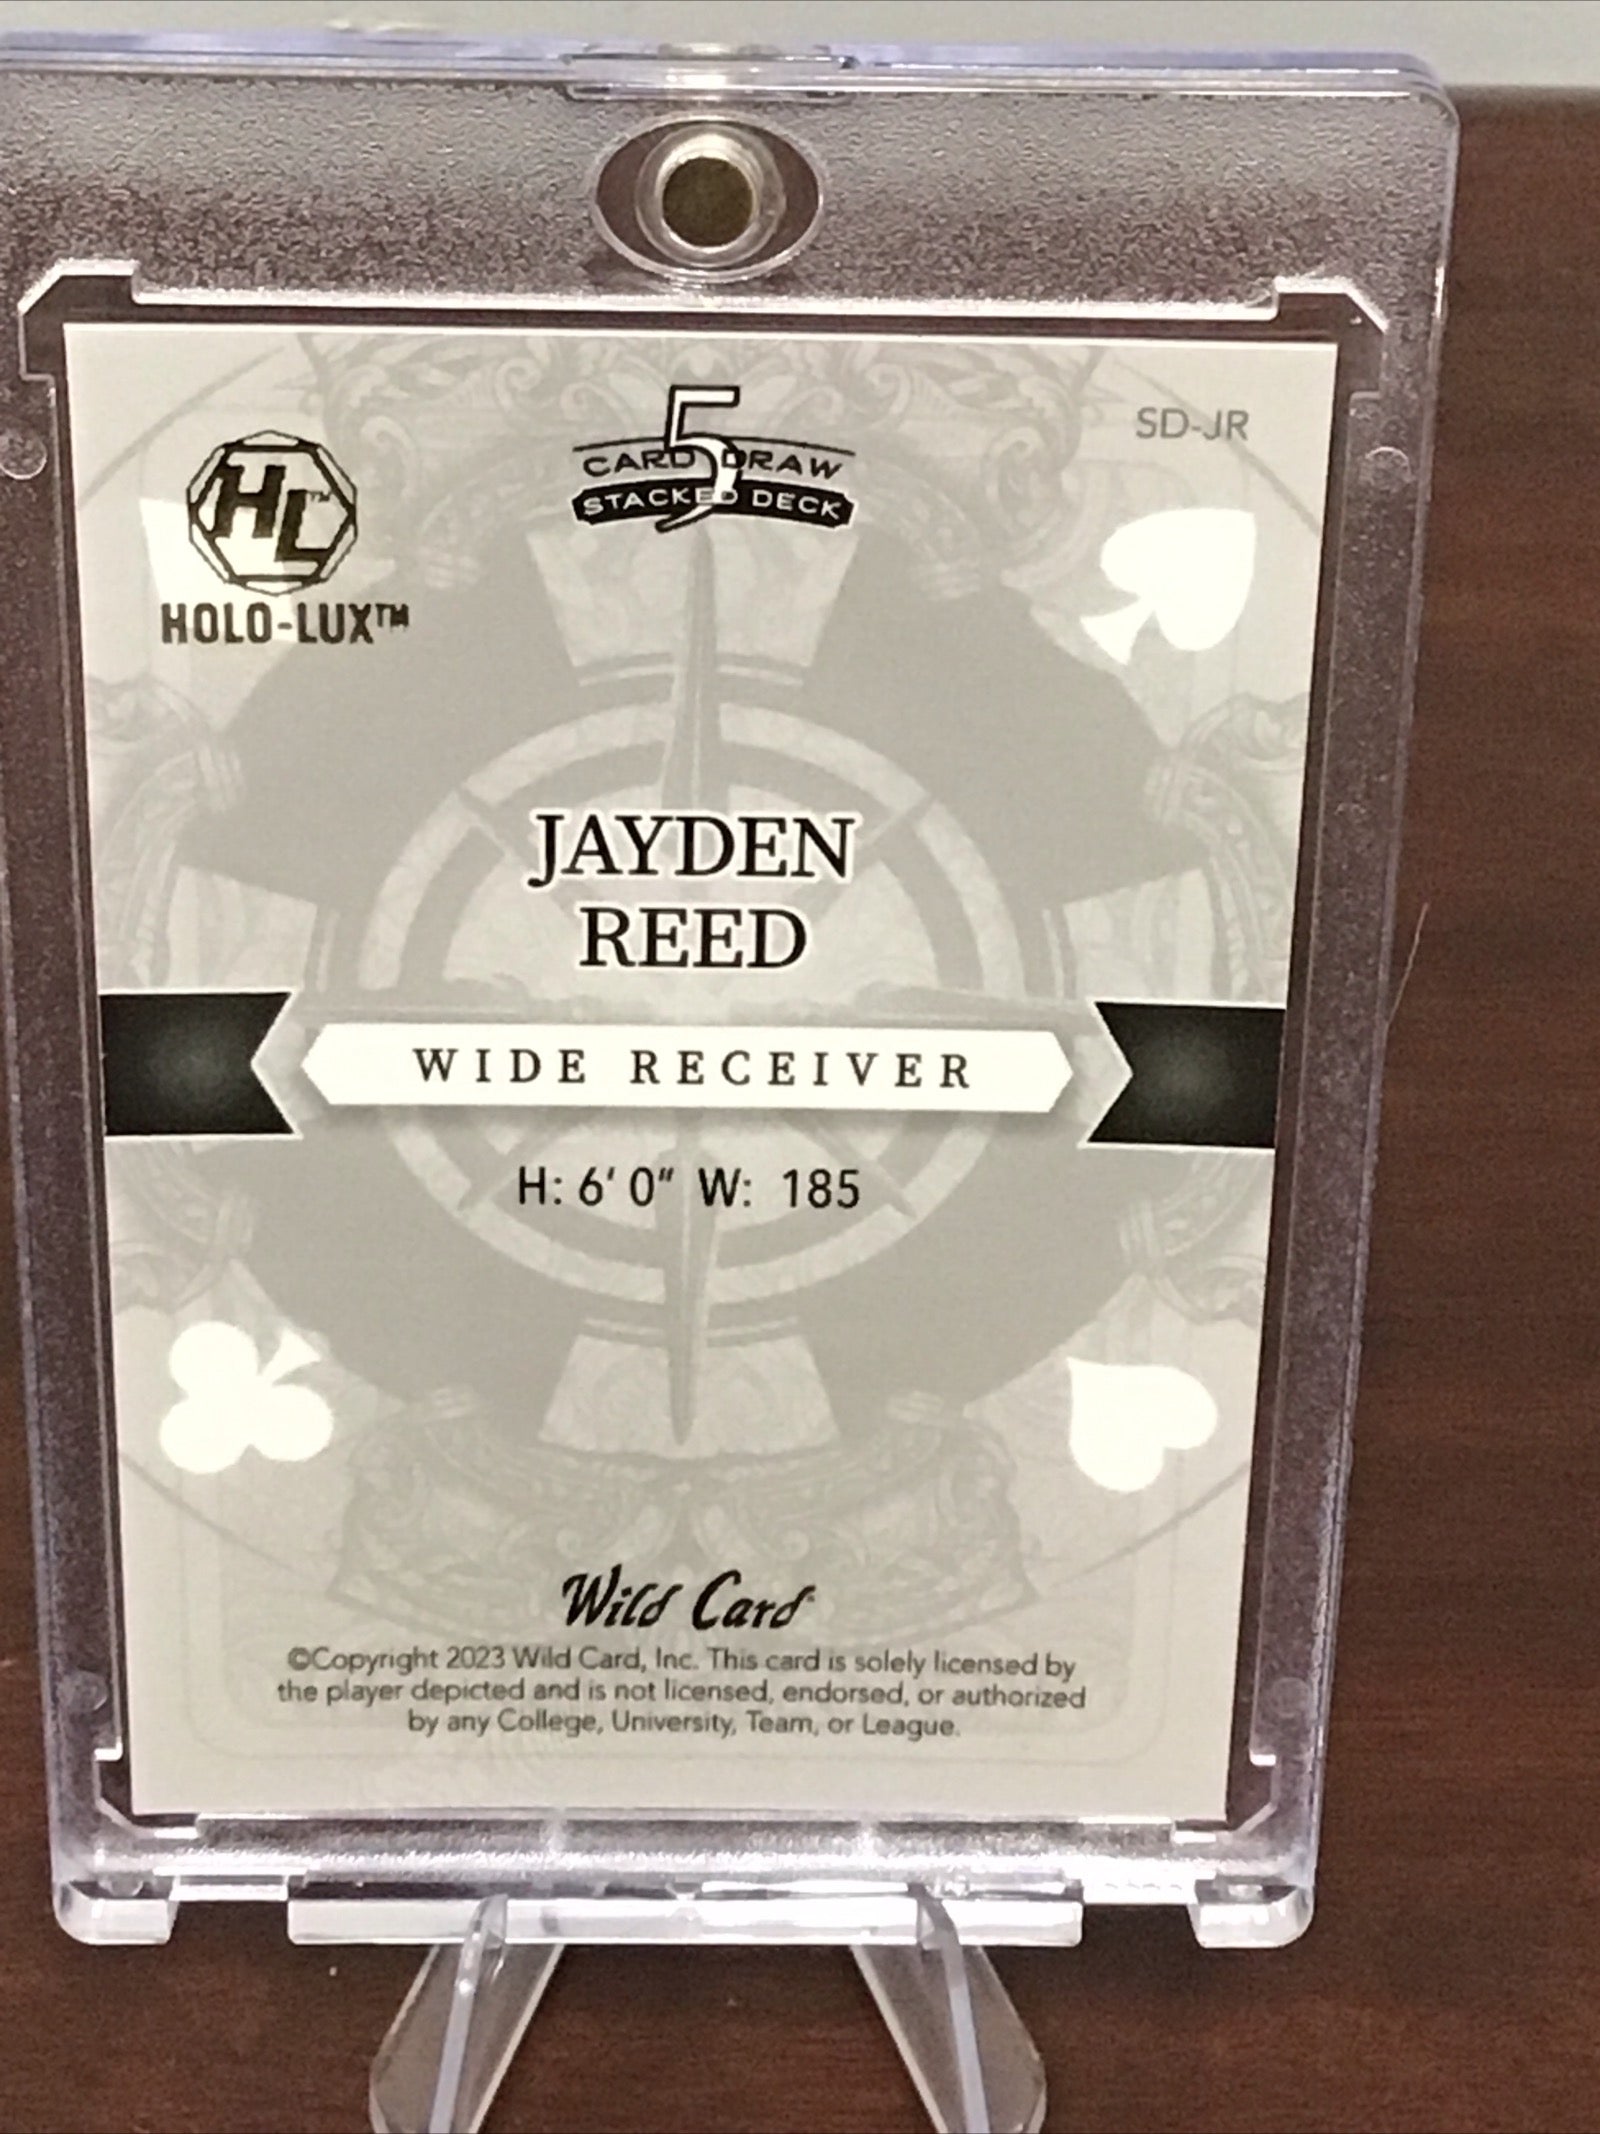 SD-JR
5
CARD DRAW
STACKED DECK
HL™
HOLO-LUX™
JAYDEN
REED
WIDE RECEIVER
H: 6' 0" W: 185
Wild Card
©Copyright 2023 Wild Card, Inc. This card is solely licensed by
the player depicted and is not licensed, endorsed, or authorized
by any College, University, Team, or League.